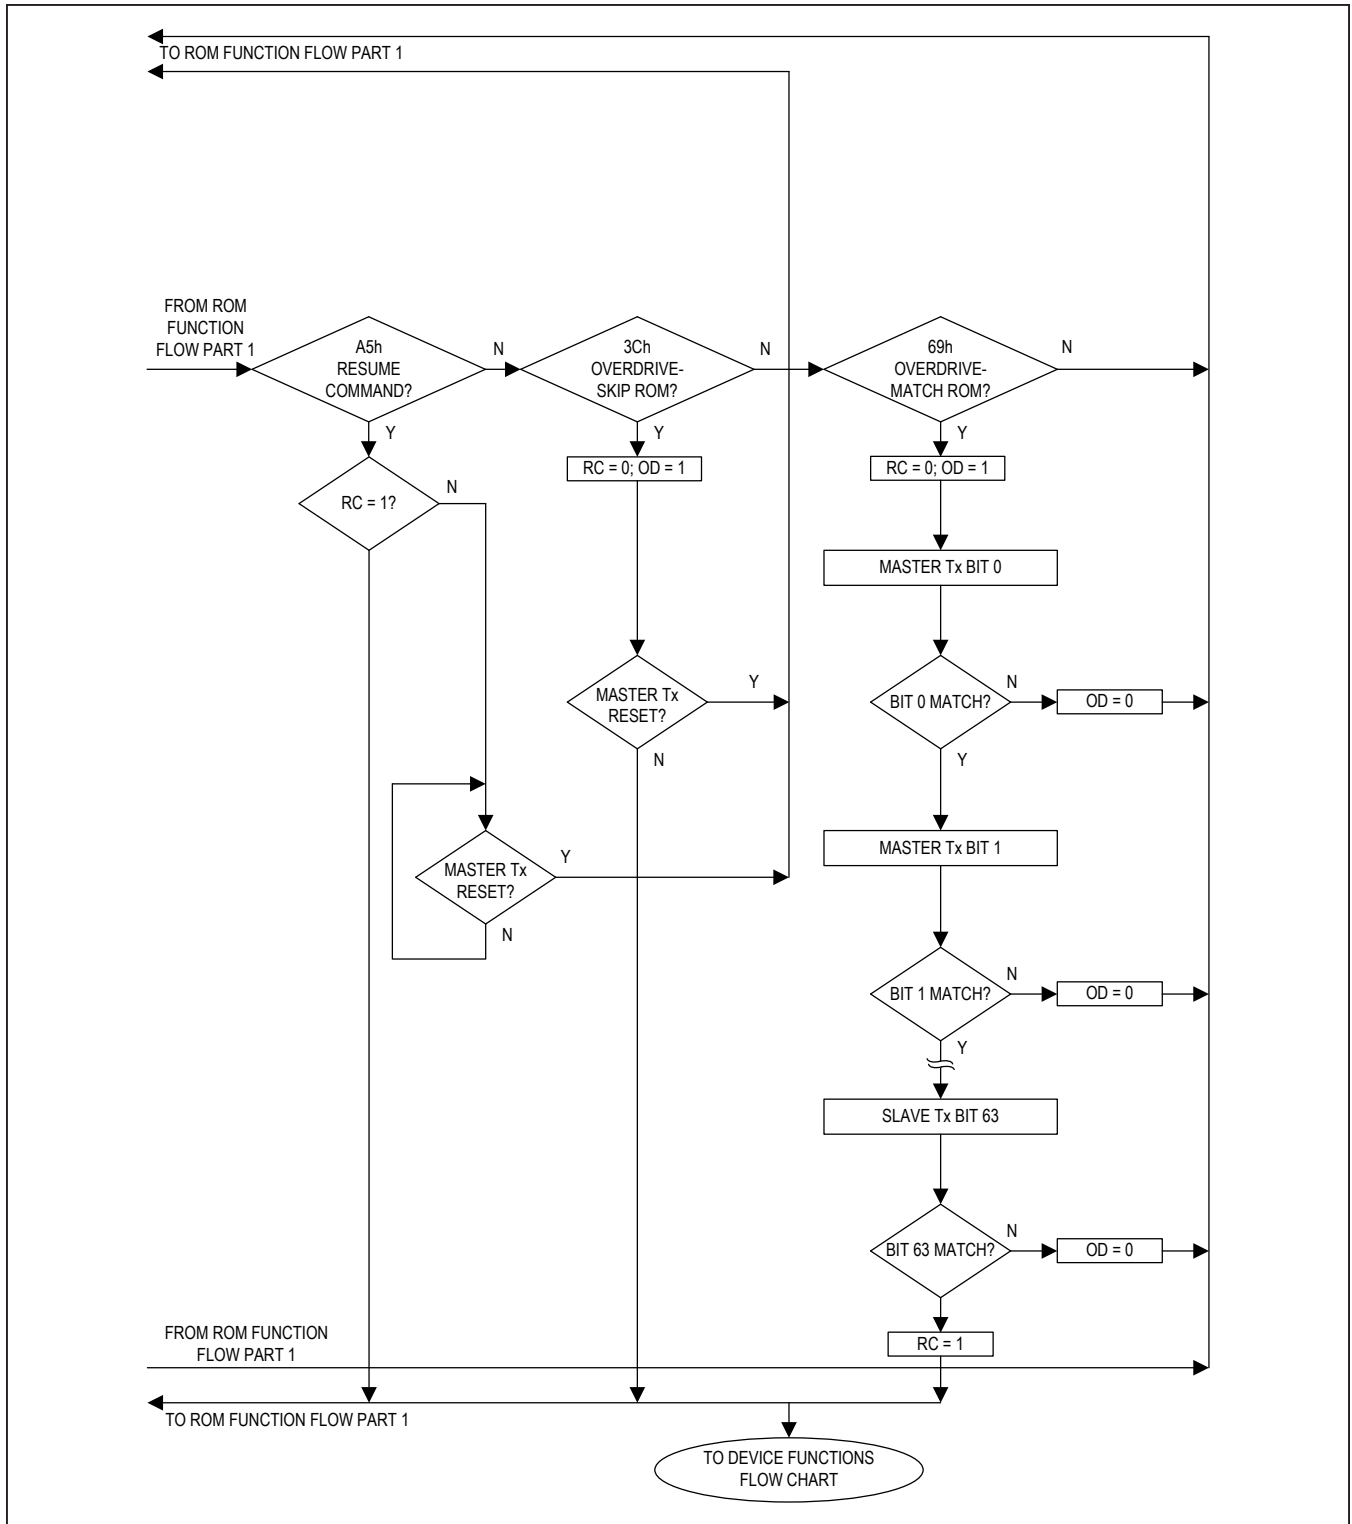 TO ROM FUNCTION FLOW PART 1
FROM ROM
FUNCTION
FLOW PART 1
A5h
RESUME
COMMAND?
N
Y
3Ch
OVERDRIVE-
SKIP ROM?
N
Y
69h
OVERDRIVE-
MATCH ROM?
N
Y
RC = 1?
N
RC = 0; OD = 1
RC = 0; OD = 1
MASTER Tx BIT 0
MASTER Tx
RESET?
Y
N
BIT 0 MATCH?
N
OD = 0
Y
MASTER Tx BIT 1
MASTER Tx
RESET?
Y
N
BIT 1 MATCH?
N
OD = 0
Y
SLAVE Tx BIT 63
BIT 63 MATCH?
N
OD = 0
RC = 1
FROM ROM FUNCTION
FLOW PART 1
TO ROM FUNCTION FLOW PART 1
TO DEVICE FUNCTIONS
FLOW CHART